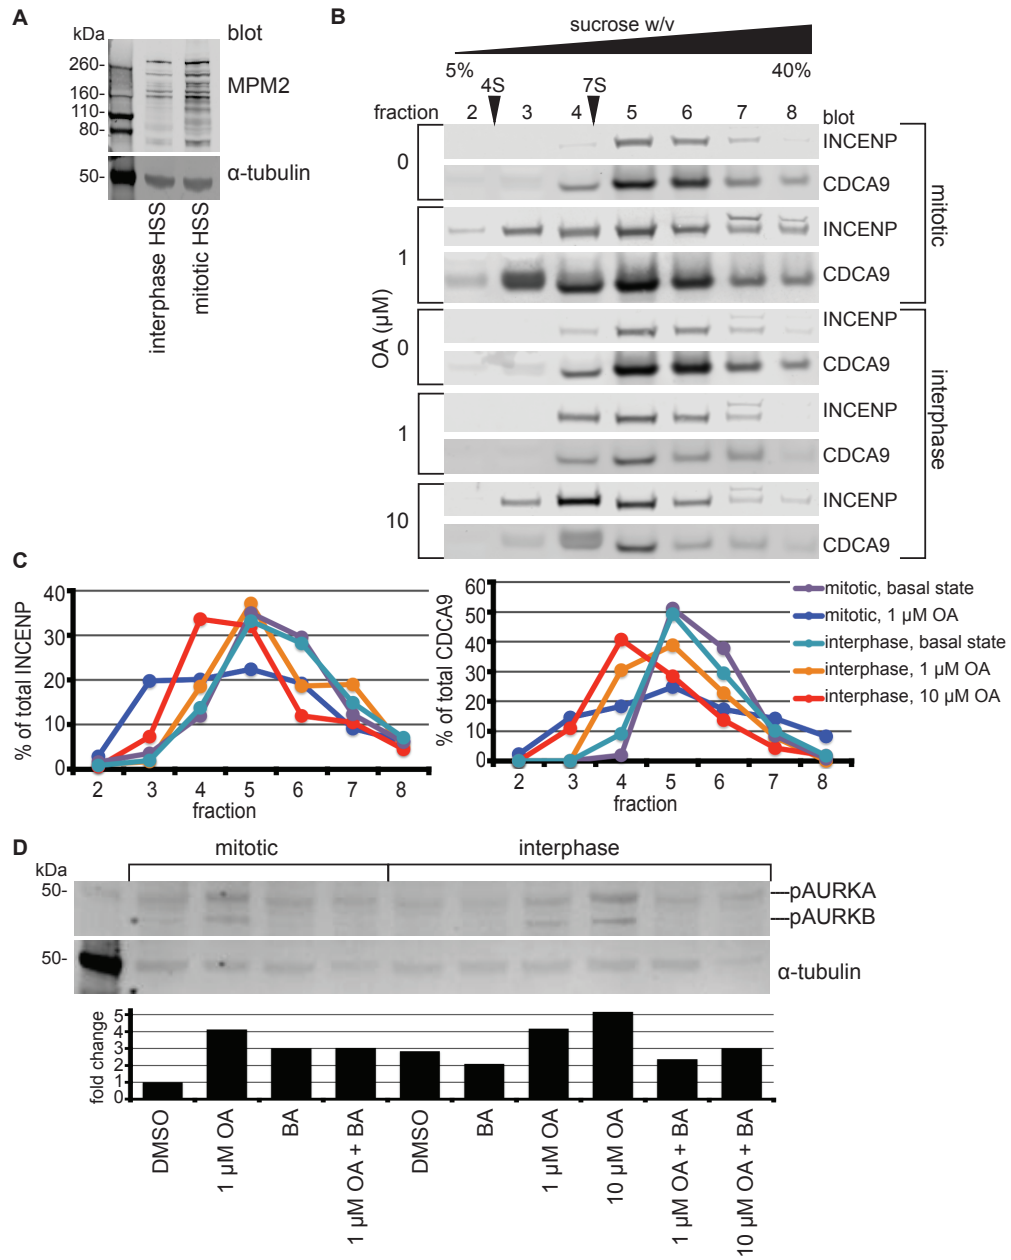 A
kDa
blot
260-
160-
110-
80-
MPM2
50-
α-tubulin
interphase HSS
mitotic HSS
B
sucrose w/v
5%
40%
4S
7S
fraction 2 3 4 5 6 7 8 blot
OA (µM)
0
INCENP
CDCA9
1
INCENP
CDCA9
mitotic
0
INCENP
CDCA9
1
INCENP
CDCA9
10
INCENP
CDCA9
interphase
C
% of total INCENP
40
30
20
10
0
2 3 4 5 6 7 8
fraction
% of total CDCA9
60
50
40
30
20
10
0
2 3 4 5 6 7 8
fraction
mitotic, basal state
mitotic, 1 µM OA
interphase, basal state
interphase, 1 µM OA
interphase, 10 µM OA
D
mitotic
interphase
kDa
50-
pAURKA
pAURKB
50-
α-tubulin
fold change
5
4
3
2
1
0
DMSO
1 µM OA
BA
1 µM OA + BA
DMSO
BA
1 µM OA
10 µM OA
1 µM OA + BA
10 µM OA + BA